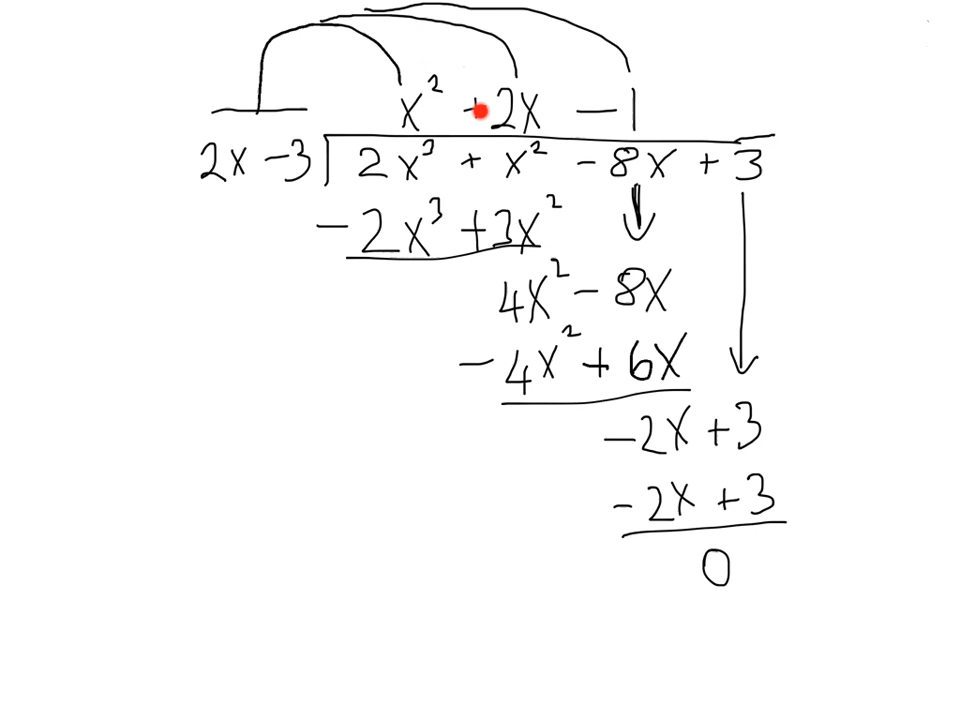 x² + 2x − 1
2x − 3 ) 2x³ + x² − 8x + 3
− 2x³ + 3x²
4x² − 8x
− 4x² + 6x
− 2x + 3
− 2x + 3
0